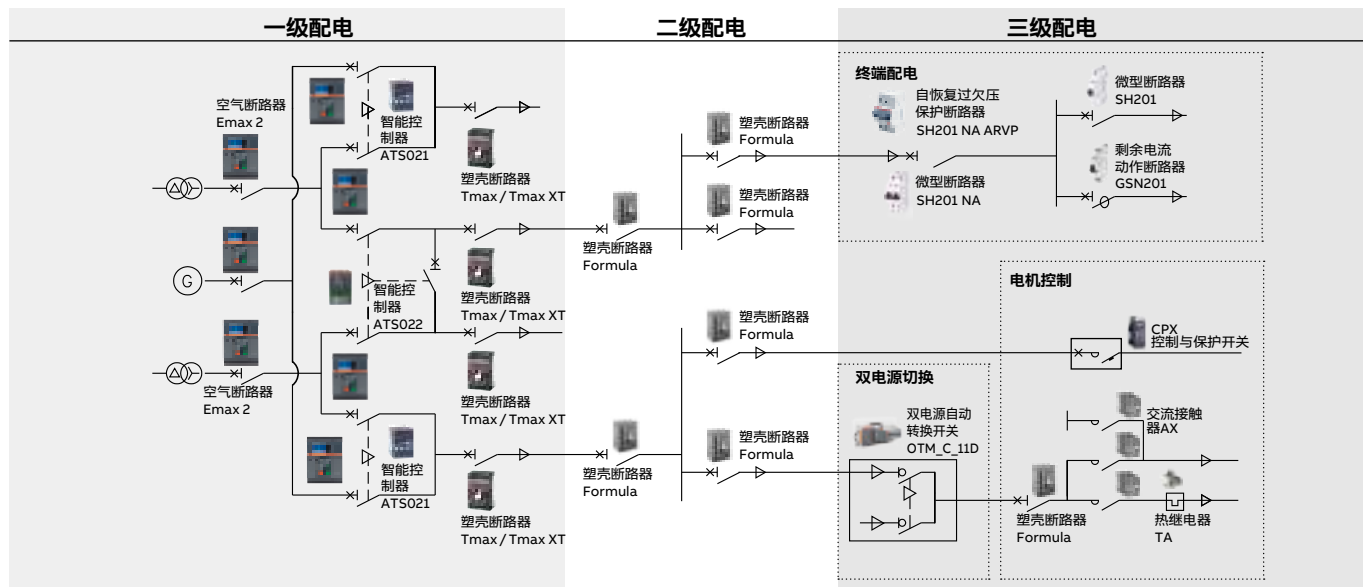 一级配电
二级配电
三级配电
空气断路器
Emax 2
智能控
制器
ATS021
塑壳断路器
Tmax / Tmax XT
G
智能控
制器
ATS022
塑壳断路器
Tmax / Tmax XT
空气断路器
Emax 2
塑壳断路器
Tmax / Tmax XT
智能控
制器
ATS021
塑壳断路器
Tmax / Tmax XT
塑壳断路器
Formula
塑壳断路器
Formula
塑壳断路器
Formula
塑壳断路器
Formula
塑壳断路器
Formula
塑壳断路器
Formula
终端配电
自恢复过欠压
保护断路器
SH201 NA ARVP
微型断路器
SH201 NA
微型断路器
SH201
剩余电流
动作断路器
GSN201
电机控制
CPX
控制与保护开关
双电源切换
双电源自动
转换开关
OTM_C_11D
交流接触
器AX
塑壳断路器
Formula
热继电器
TA